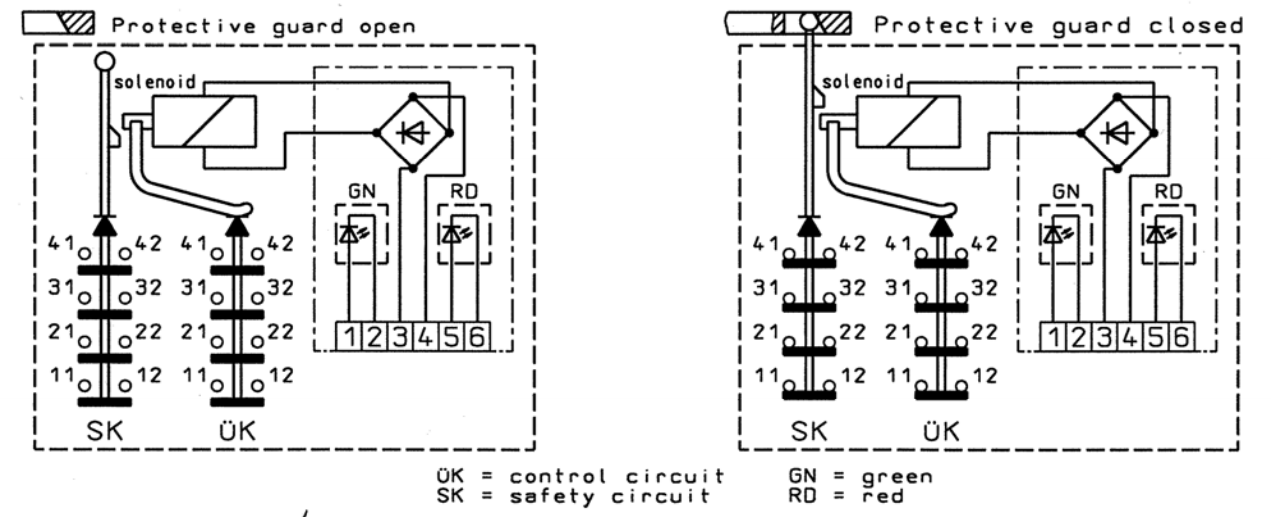 Protective guard open
solenoid
GN RD
41 42 41 42
31 32 31 32
21 22 21 22
11 12 11 12
1 2 3 4 5 6
SK ÜK
Protective guard closed
solenoid
GN RD
41 42 41 42
31 32 31 32
21 22 21 22
11 12 11 12
1 2 3 4 5 6
SK ÜK
ÜK = control circuit GN = green
SK = safety circuit RD = red